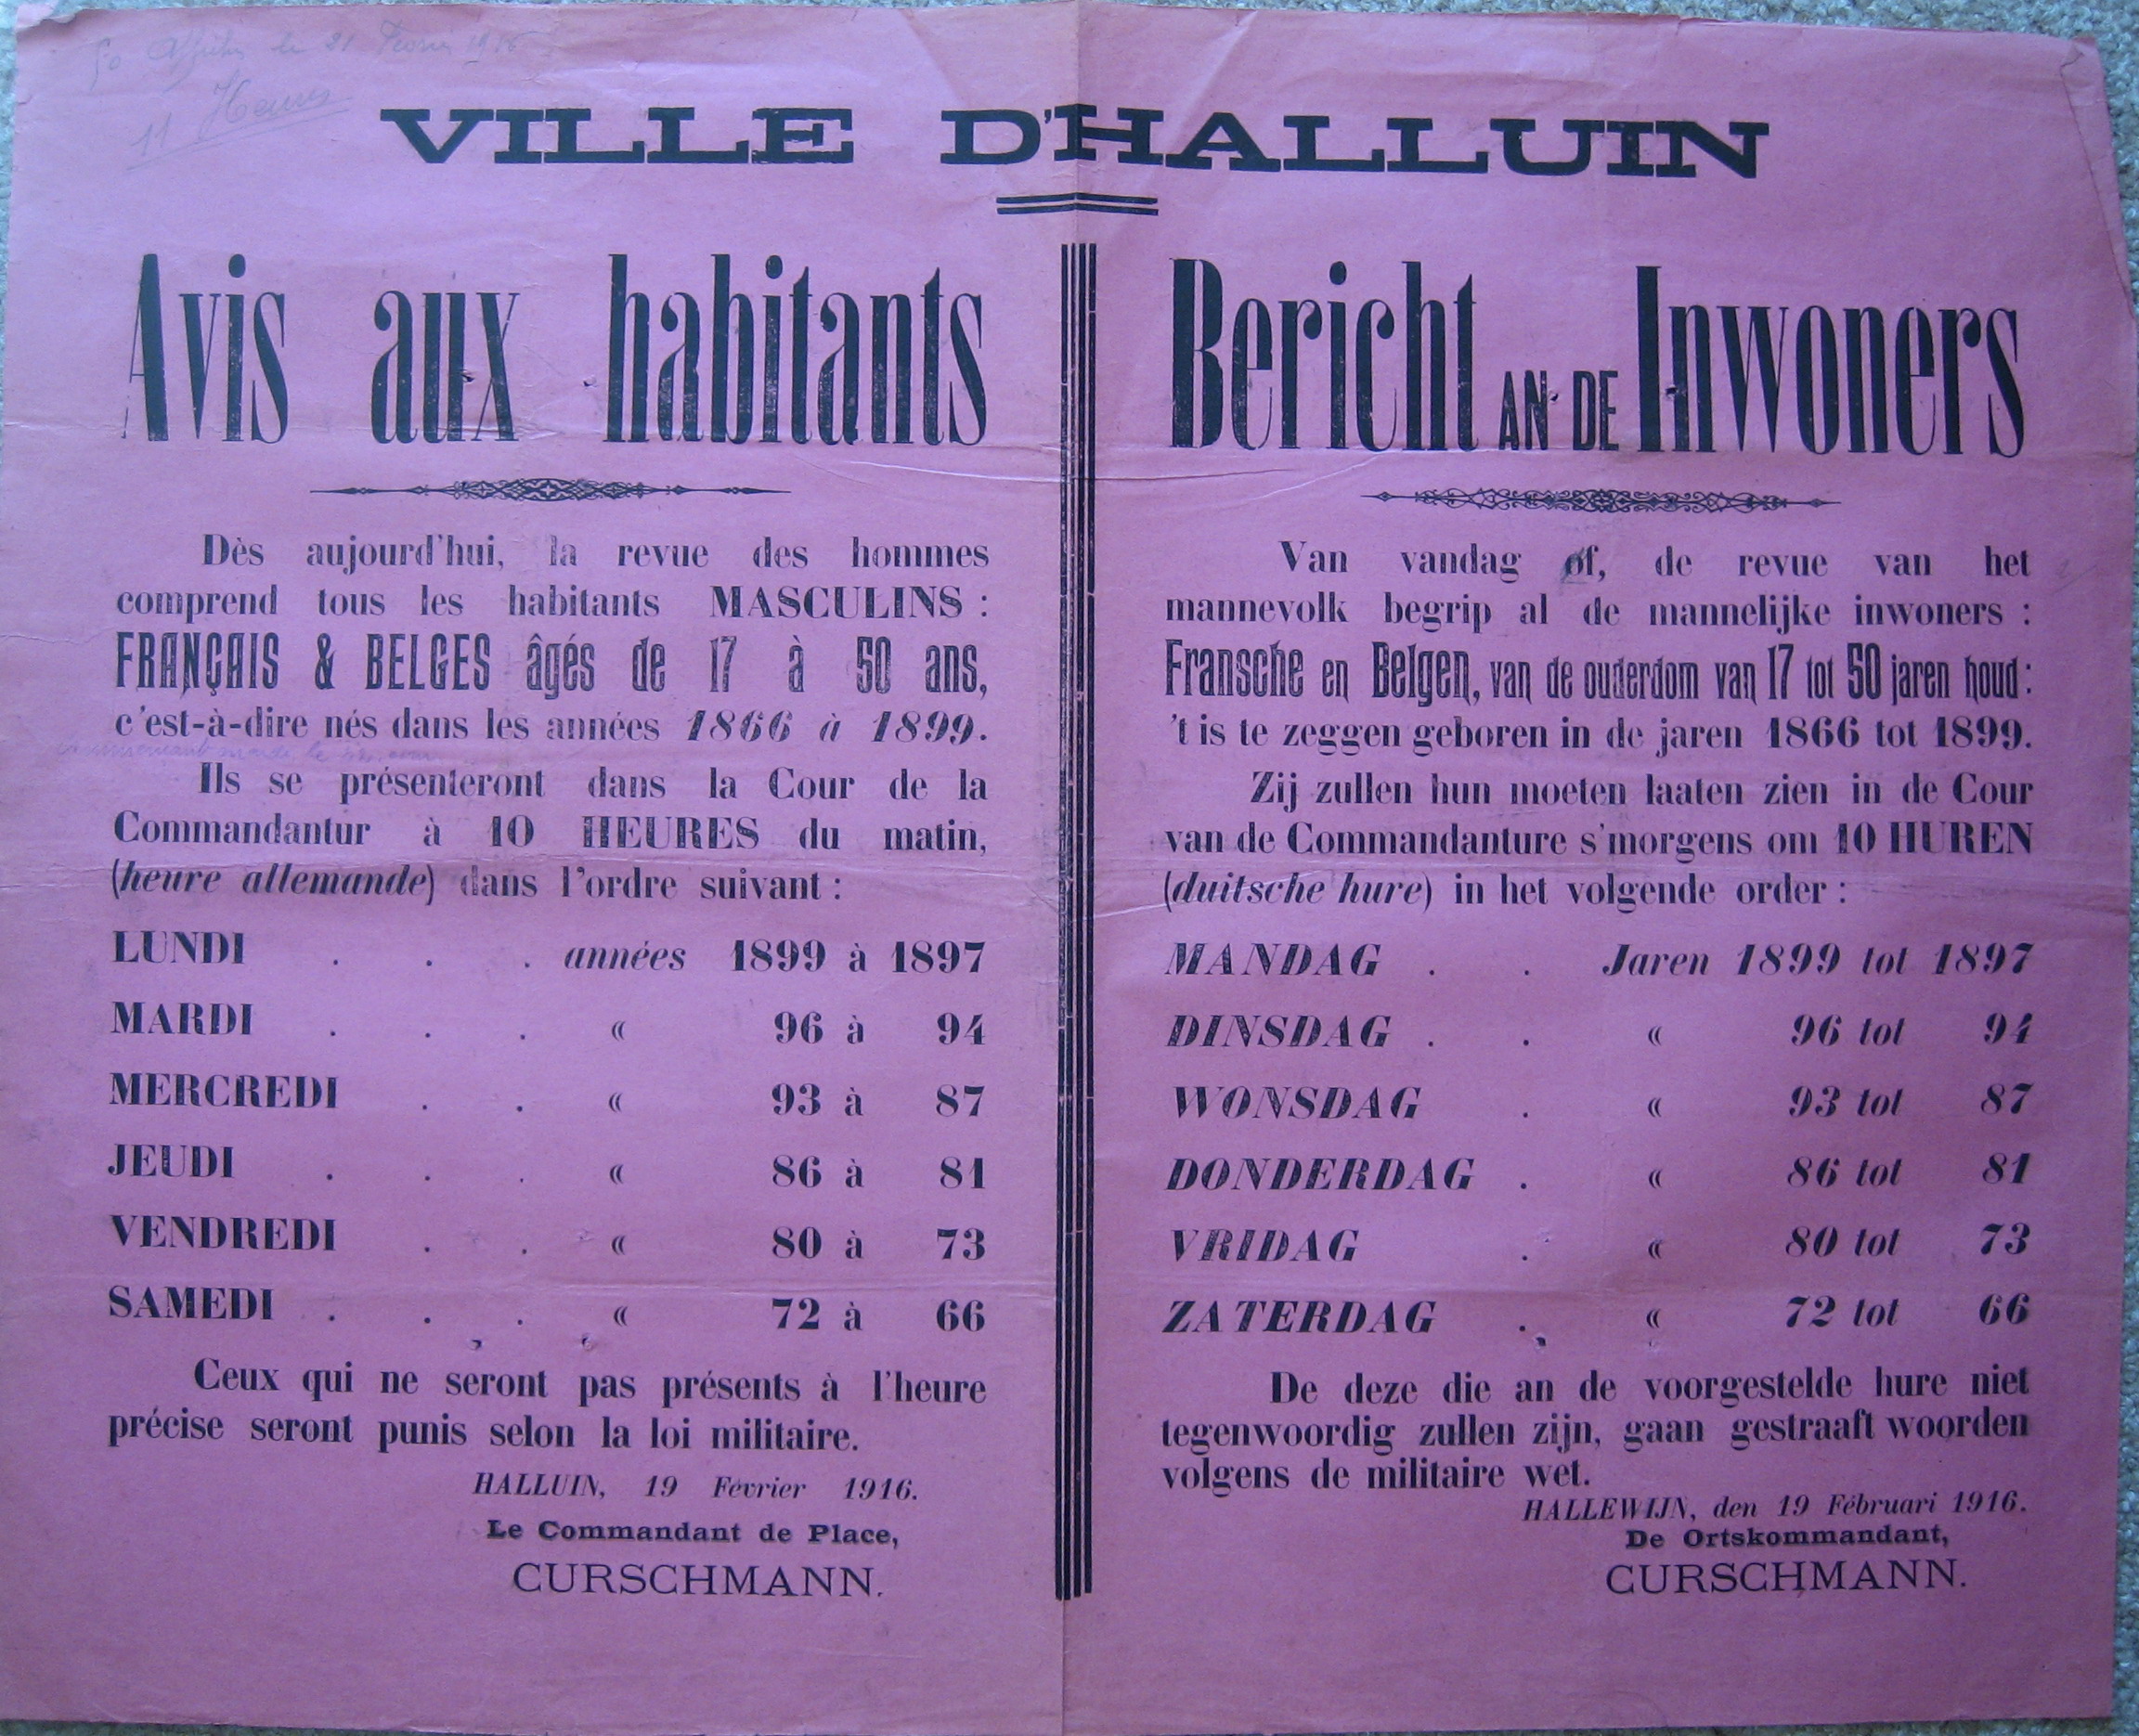 50 Affiches le 21 Février 1916
11 Heures
VILLE D'HALLUIN
Avis aux habitants
Dès aujourd'hui, la revue des hommes
comprend tous les habitants MASCULINS :
FRANÇAIS & BELGES âgés de 17 à 50 ans,
c'est-à-dire nés dans les années 1866 à 1899.
Ils se présenteront dans la Cour de la
Commandantur à 10 HEURES du matin,
(heure allemande) dans l'ordre suivant :
LUNDI . . . années 1899 à 1897
MARDI . . . « 96 à 94
MERCREDI . . « 93 à 87
JEUDI . . . « 86 à 81
VENDREDI . . « 80 à 73
SAMEDI . . . « 72 à 66
Ceux qui ne seront pas présents à l'heure
précise seront punis selon la loi militaire.
HALLUIN, 19 Février 1916.
Le Commandant de Place,
CURSCHMANN.
Bericht AN DE Inwoners
Van vandag of, de revue van het
mannevolk begrip al de mannelijke inwoners :
Fransche en Belgen, van de ouderdom van 17 tot 50 jaren houd :
't is te zeggen geboren in de jaren 1866 tot 1899.
Zij zullen hun moeten laaten zien in de Cour
van de Commandanture s'morgens om 10 HUREN
(duitsche hure) in het volgende order :
MANDAG . . Jaren 1899 tot 1897
DINSDAG . . « 96 tot 94
WONSDAG . « 93 tot 87
DONDERDAG . « 86 tot 81
VRIDAG . « 80 tot 73
ZATERDAG . « 72 tot 66
De deze die an de voorgestelde hure niet
tegenwoordig zullen zijn, gaan gestraaft woorden
volgens de militaire wet.
HALLEWIJN, den 19 Fébruari 1916.
De Ortskommandant,
CURSCHMANN.